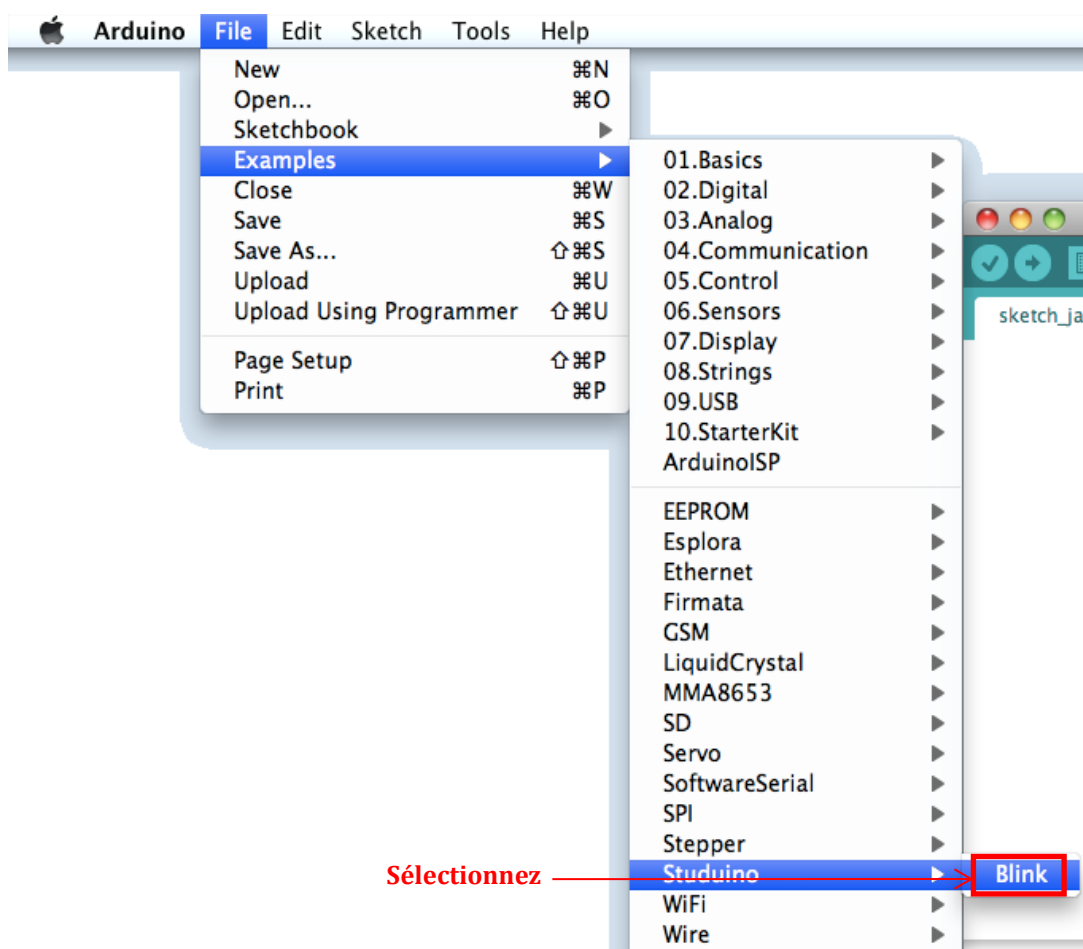 Arduino File Edit Sketch Tools Help
New ⌘N
Open... ⌘O
Sketchbook
Examples
Close ⌘W
Save ⌘S
Save As... ⇧⌘S
Upload ⌘U
Upload Using Programmer ⇧⌘U
Page Setup ⇧⌘P
Print ⌘P
01.Basics
02.Digital
03.Analog
04.Communication
05.Control
06.Sensors
07.Display
08.Strings
09.USB
10.StarterKit
ArduinoISP
EEPROM
Esplora
Ethernet
Firmata
GSM
LiquidCrystal
MMA8653
SD
Servo
SoftwareSerial
SPI
Stepper
Studuino
WiFi
Wire
Blink
sketch_ja
Sélectionnez